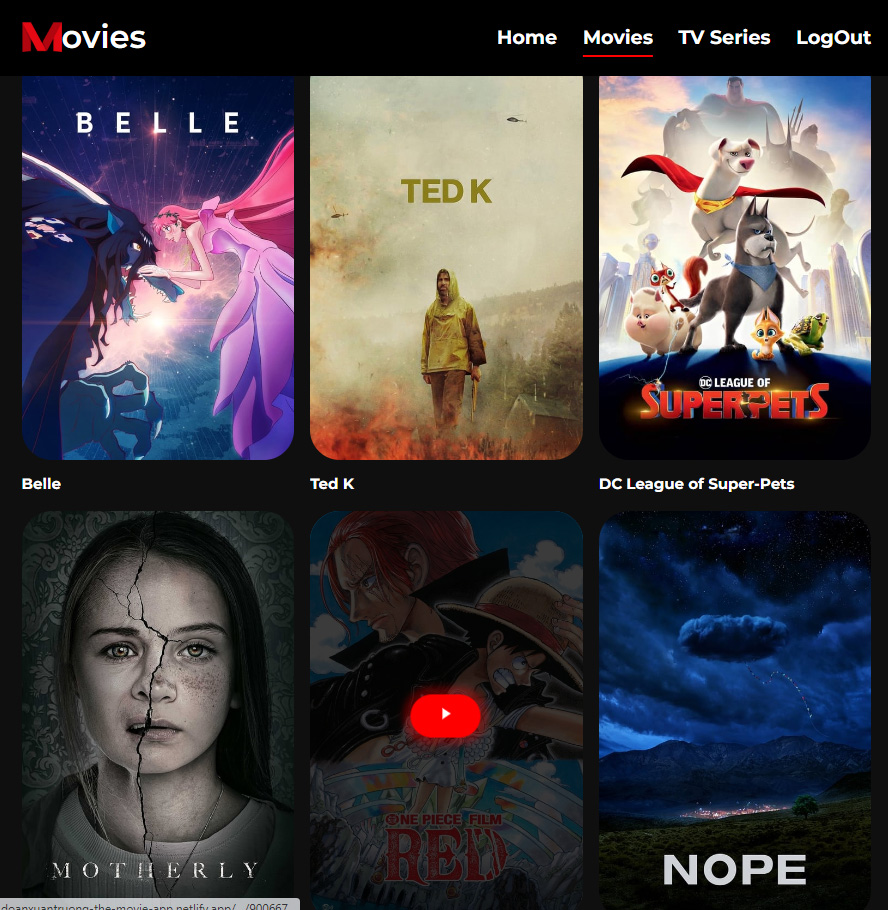 Movies Home Movies TV Series LogOut
BELLE
TED K
DC LEAGUE OF
SUPER-PETS
Belle
Ted K
DC League of Super-Pets
MOTHERLY
ONE PIECE FILM
RED
NOPE
doanxuantruong-the-movie-app.netlify.app/.../900667